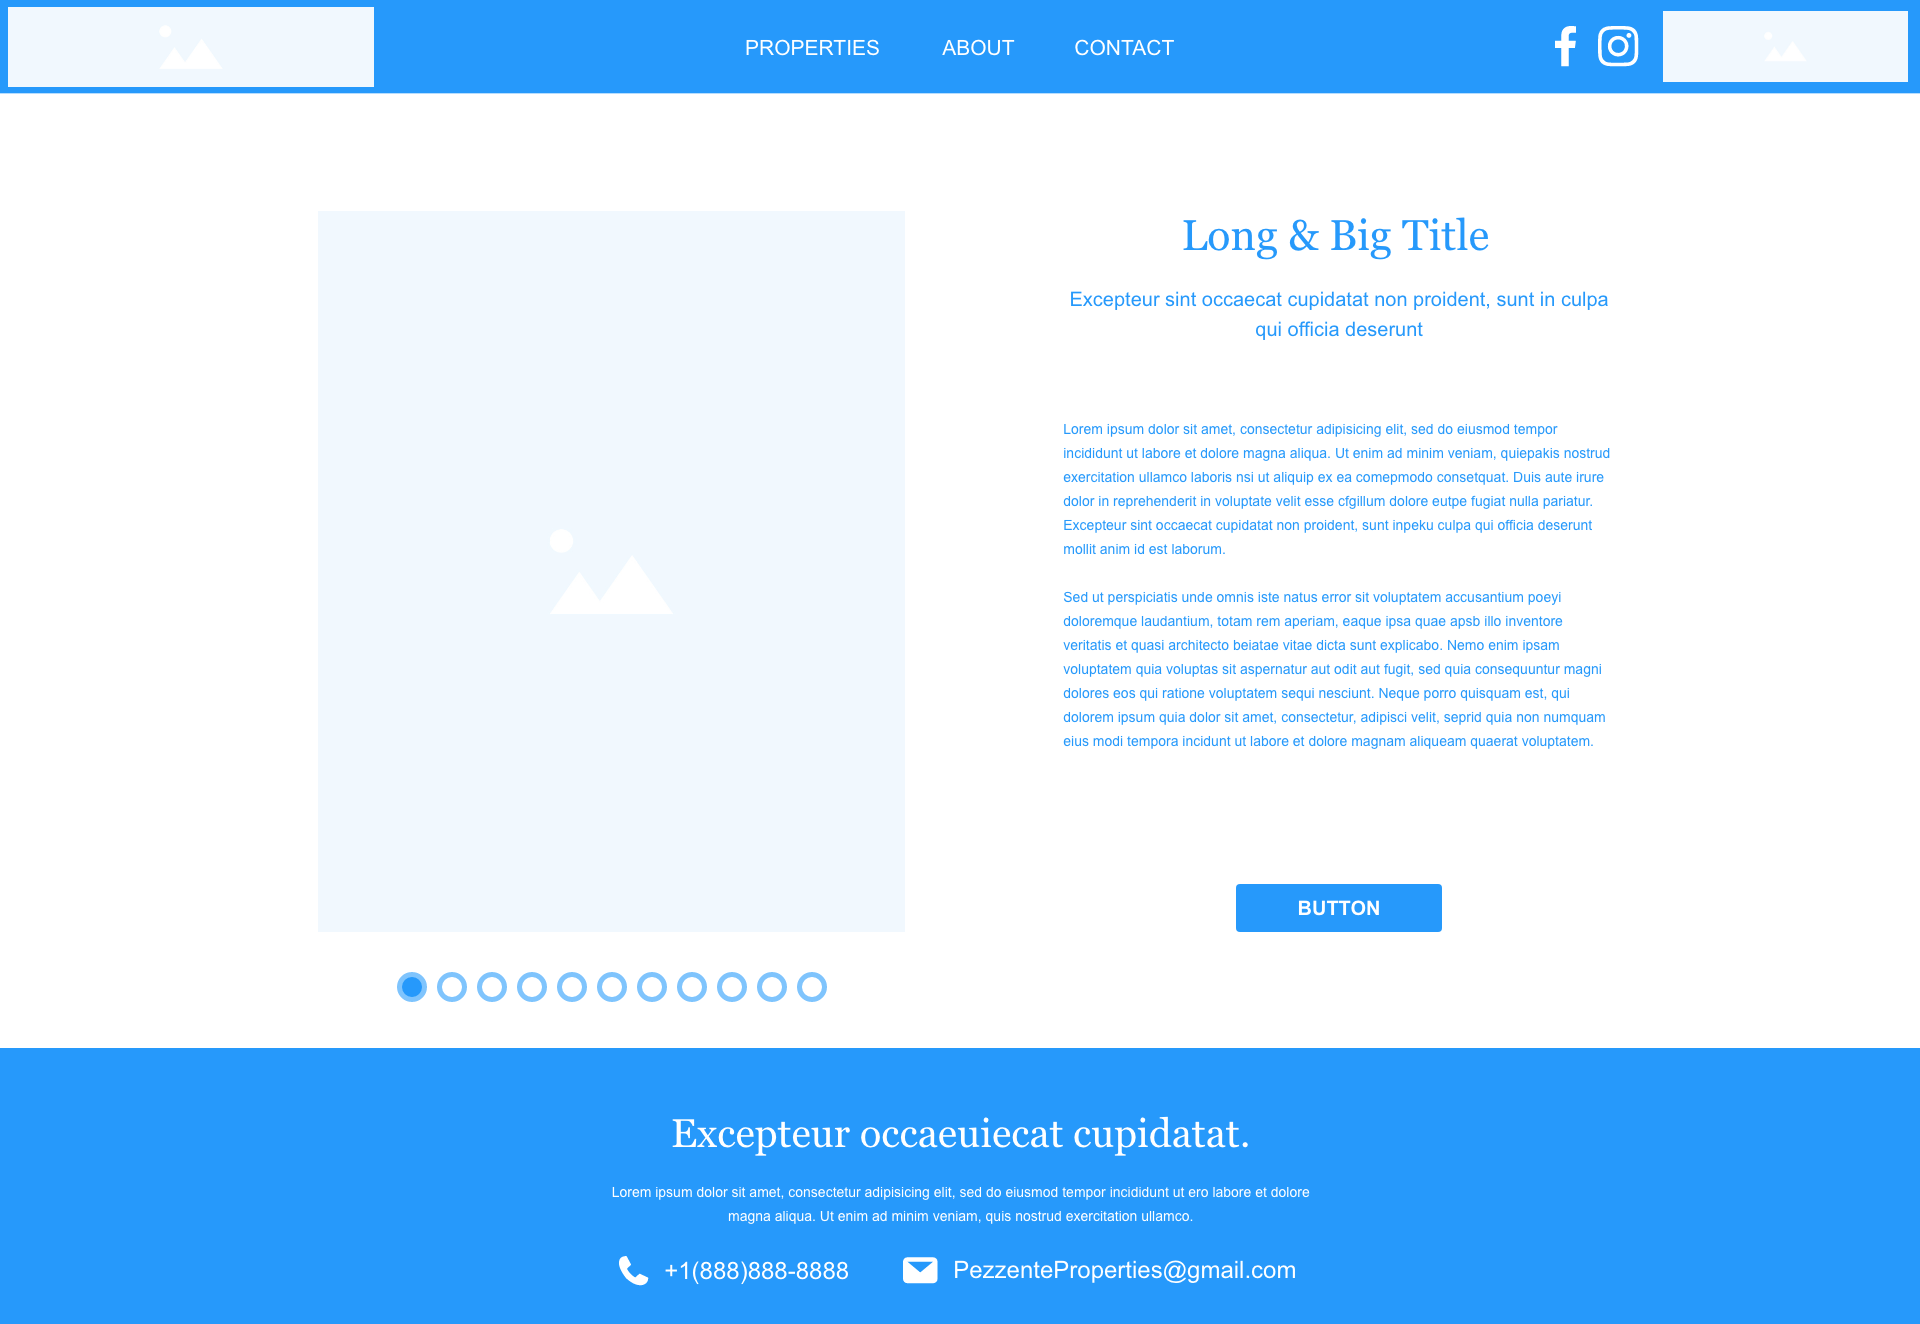 PROPERTIES ABOUT CONTACT
Long & Big Title
Excepteur sint occaecat cupidatat non proident, sunt in culpa
qui officia deserunt
Lorem ipsum dolor sit amet, consectetur adipisicing elit, sed do eiusmod tempor
incididunt ut labore et dolore magna aliqua. Ut enim ad minim veniam, quiepakis nostrud
exercitation ullamco laboris nsi ut aliquip ex ea comepmodo consetquat. Duis aute irure
dolor in reprehenderit in voluptate velit esse cfgillum dolore eutpe fugiat nulla pariatur.
Excepteur sint occaecat cupidatat non proident, sunt inpeku culpa qui officia deserunt
mollit anim id est laborum.
Sed ut perspiciatis unde omnis iste natus error sit voluptatem accusantium poeyi
doloremque laudantium, totam rem aperiam, eaque ipsa quae apsb illo inventore
veritatis et quasi architecto beiatae vitae dicta sunt explicabo. Nemo enim ipsam
voluptatem quia voluptas sit aspernatur aut odit aut fugit, sed quia consequuntur magni
dolores eos qui ratione voluptatem sequi nesciunt. Neque porro quisquam est, qui
dolorem ipsum quia dolor sit amet, consectetur, adipisci velit, seprid quia non numquam
eius modi tempora incidunt ut labore et dolore magnam aliqueam quaerat voluptatem.
BUTTON
Excepteur occaeuiecat cupidatat.
Lorem ipsum dolor sit amet, consectetur adipisicing elit, sed do eiusmod tempor incididunt ut ero labore et dolore
magna aliqua. Ut enim ad minim veniam, quis nostrud exercitation ullamco.
+1(888)888-8888 PezzenteProperties@gmail.com